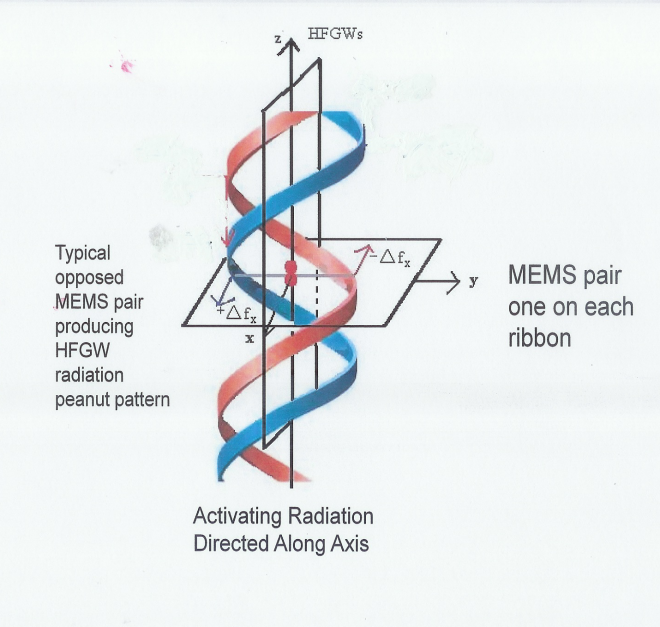 z HFGWs
-Δfₓ
y
+Δfₓ
x
Typical
opposed
MEMS pair
producing
HFGW
radiation
peanut pattern
MEMS pair
one on each
ribbon
Activating Radiation
Directed Along Axis